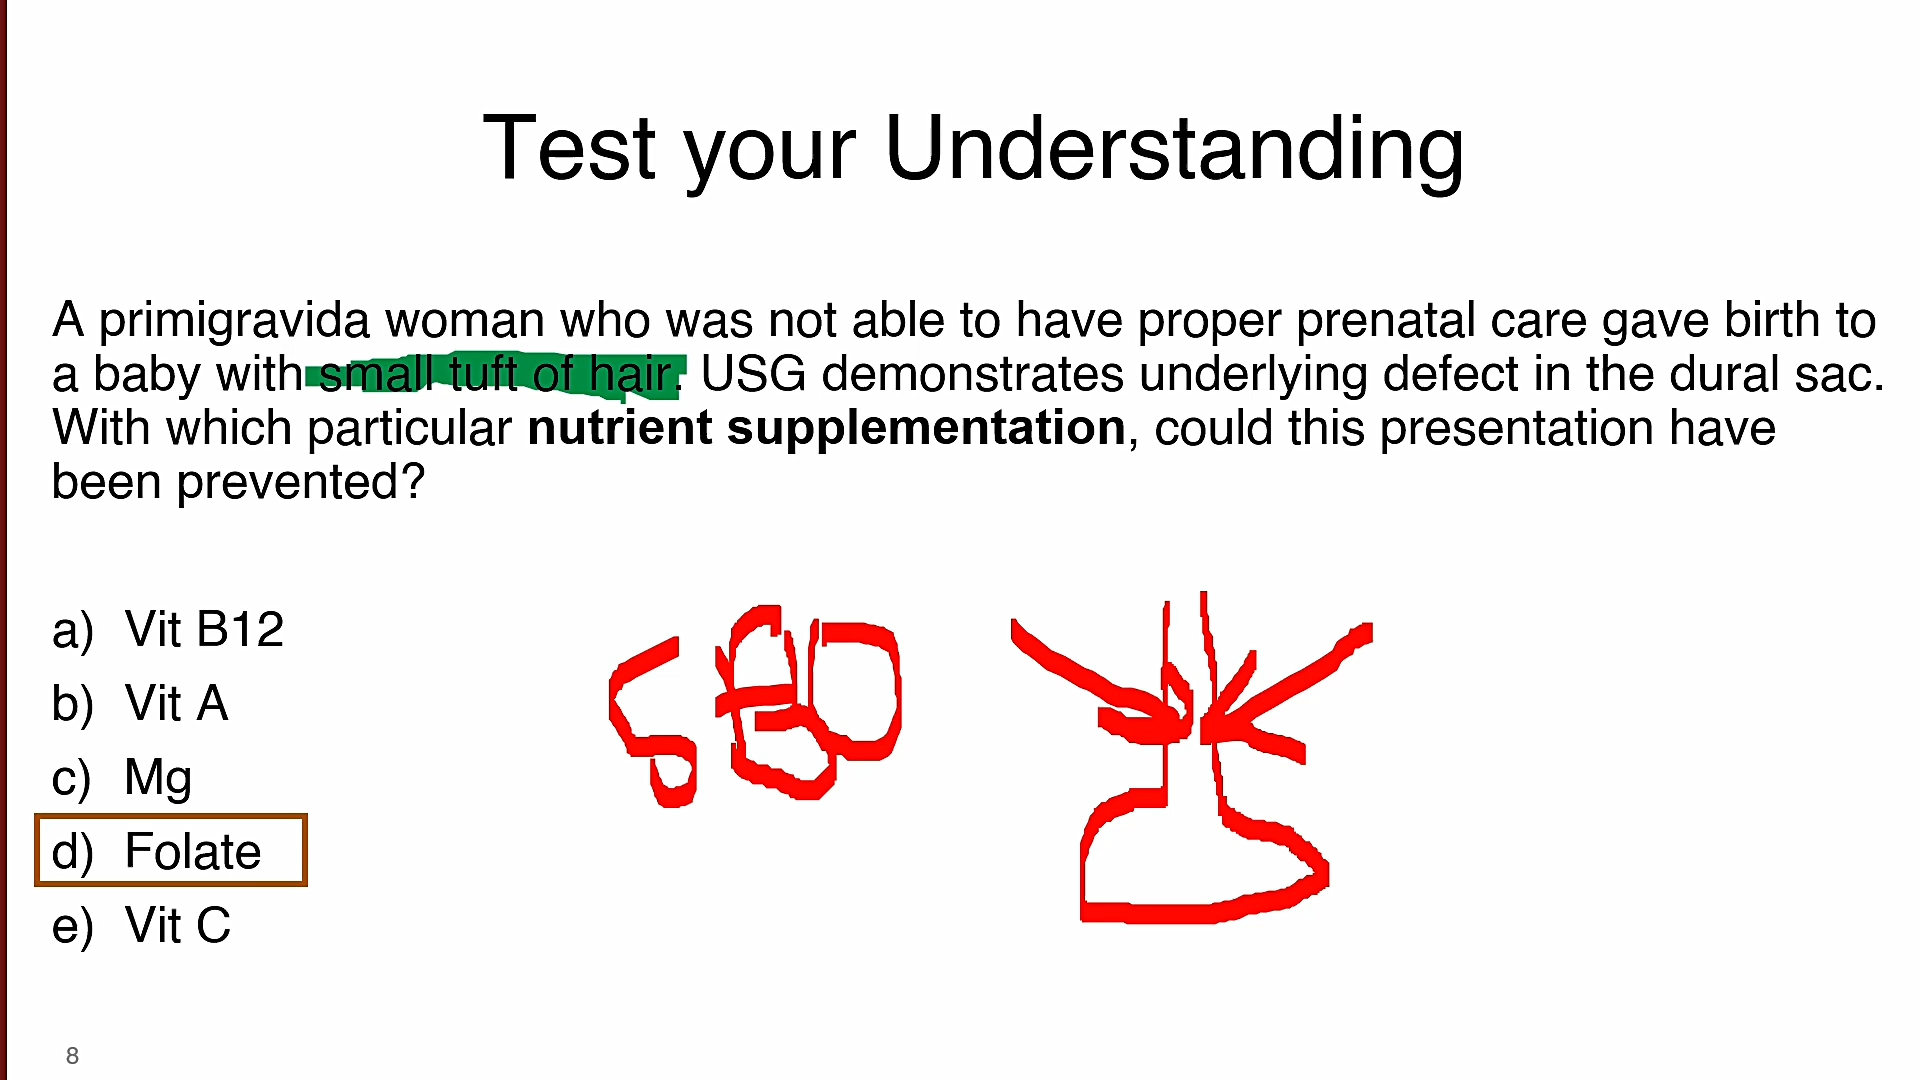 Test your Understanding
A primigravida woman who was not able to have proper prenatal care gave birth to
a baby with small tuft of hair. USG demonstrates underlying defect in the dural sac.
With which particular nutrient supplementation, could this presentation have
been prevented?
a) Vit B12
b) Vit A
c) Mg
d) Folate
e) Vit C
8